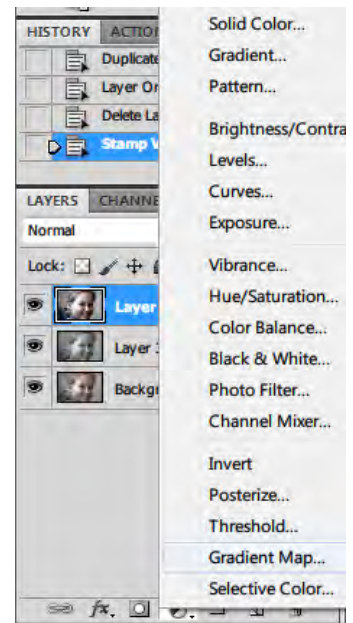 HISTORY ACTIO
Duplicate
Layer Or
Delete La
Stamp V
LAYERS CHANNE
Normal
Lock:
Layer
Layer
Backgr
fx.
Solid Color...
Gradient...
Pattern...
Brightness/Contra
Levels...
Curves...
Exposure...
Vibrance...
Hue/Saturation...
Color Balance...
Black & White...
Photo Filter...
Channel Mixer...
Invert
Posterize...
Threshold...
Gradient Map...
Selective Color...